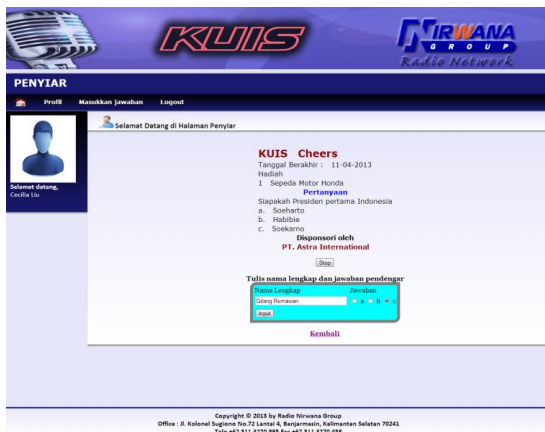 KUIS
NIRWANA
GROUP
Radio Network
PENYIAR
Profil Masukkan jawaban Logout
Selamat Datang di Halaman Penyiar
Selamat datang,
Cecilia Liu
KUIS Cheers
Tanggal Berakhir : 11-04-2013
Hadiah
1 Sepeda Motor Honda
Pertanyaan
Siapakah Presiden pertama Indonesia
a. Soeharto
b. Habibie
c. Soekarno
Disponsori oleh
PT. Astra International
Stop
Tulis nama lengkap dan jawaban pendengar
Nama Lengkap Jawaban
Gilang Rumawan a b c
Input
Kembali
Copyright © 2013 by Radio Nirwana Group
Office : Jl. Kolonel Sugiono No.72 Lantai 4, Banjarmasin, Kalimantan Selatan 70241